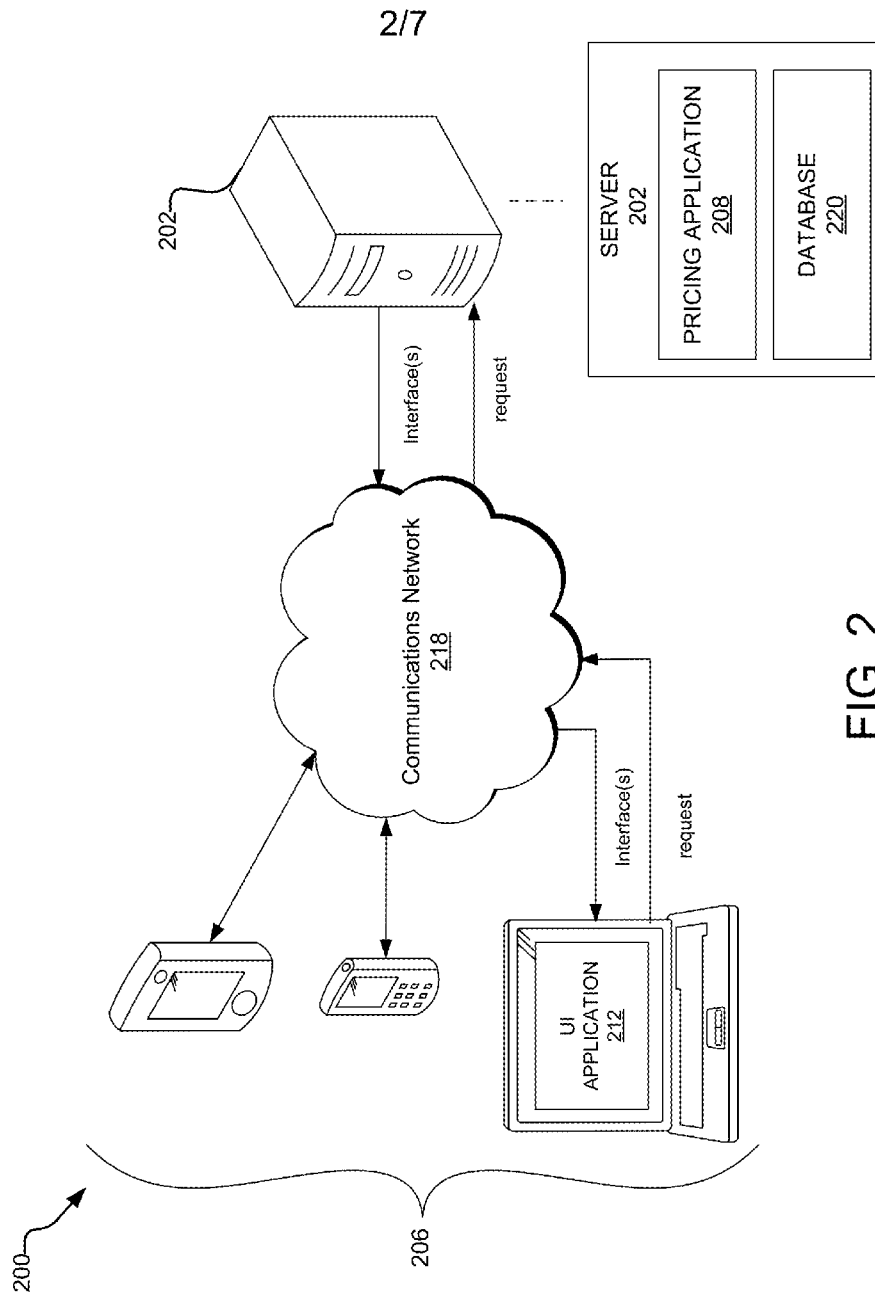 2/7
200
202
206
Interface(s)
request
Communications Network
218
Interface(s)
request
UI
APPLICATION
212
SERVER
202
PRICING APPLICATION
208
DATABASE
220
FIG. 2